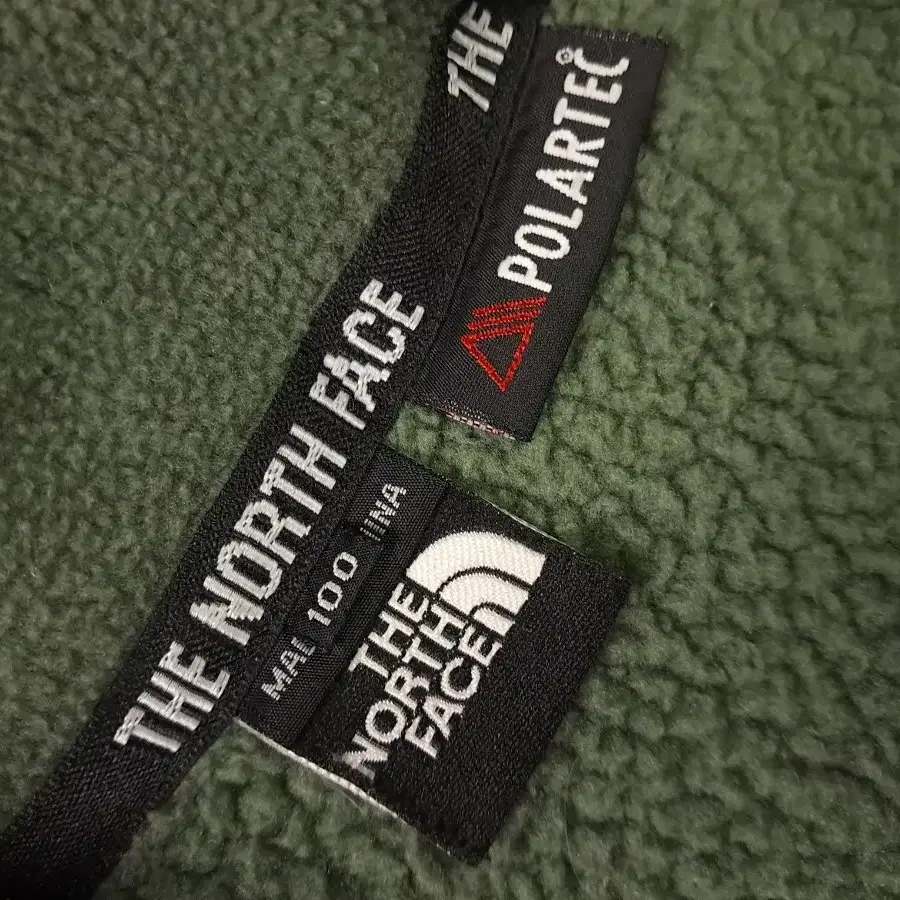 THE
POLARTEC®
THE NORTH FACE
100
THE
NORTH
FACE